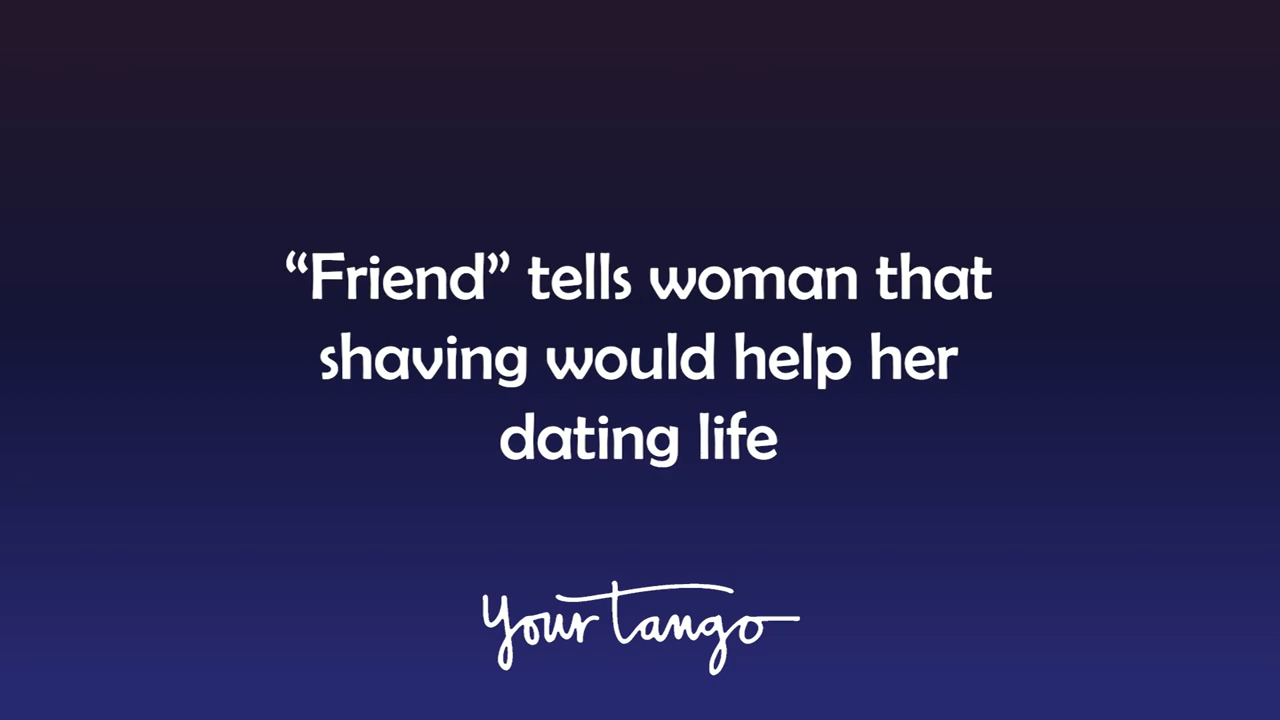 “Friend” tells woman that
shaving would help her
dating life
yourtango